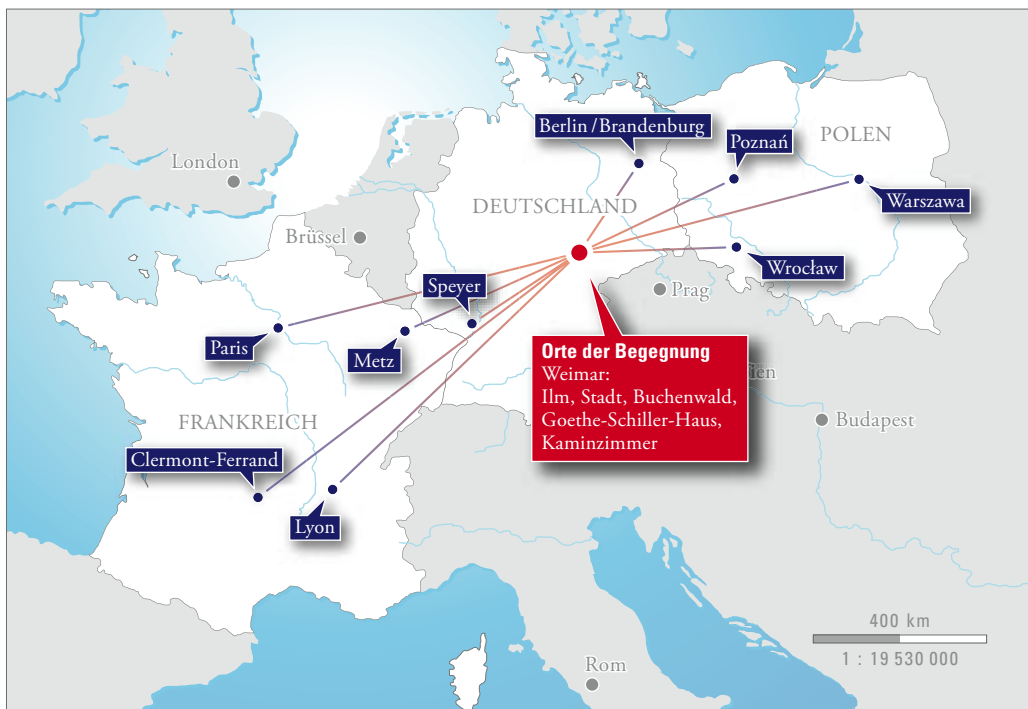 Berlin / Brandenburg
POLEN
Poznań
London
Warszawa
DEUTSCHLAND
Brüssel
Wrocław
Speyer
Prag
Paris
Metz
Orte der Begegnung
Weimar:
Ilm, Stadt, Buchenwald,
Goethe-Schiller-Haus,
Kaminzimmer
FRANKREICH
Budapest
Clermont-Ferrand
Lyon
400 km
1 : 19 530 000
Rom